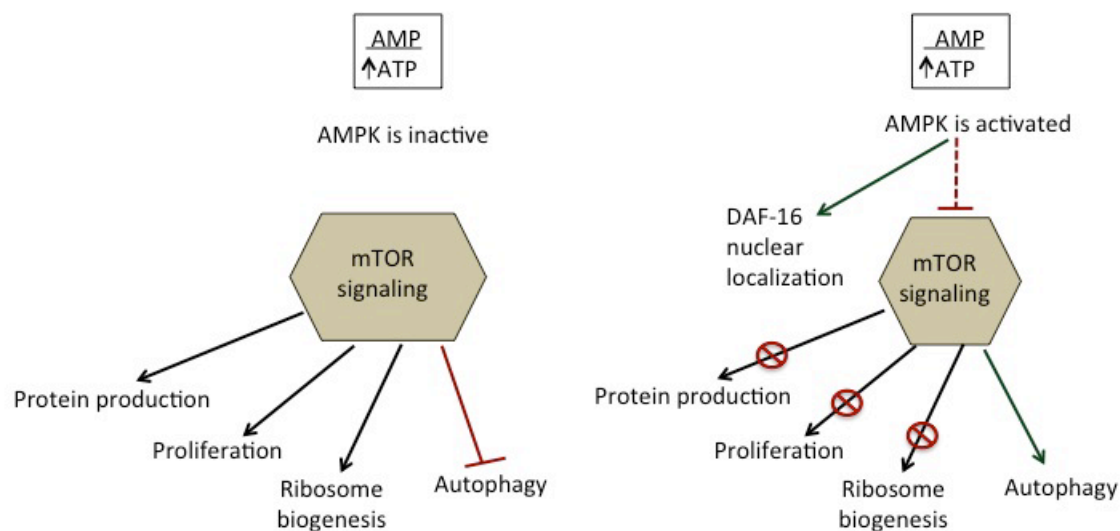 AMP
↑ATP
AMPK is inactive
mTOR
signaling
Protein production
Proliferation
Ribosome
biogenesis
Autophagy
AMP
↑ATP
AMPK is activated
DAF-16
nuclear
localization
mTOR
signaling
Protein production
Proliferation
Ribosome
biogenesis
Autophagy